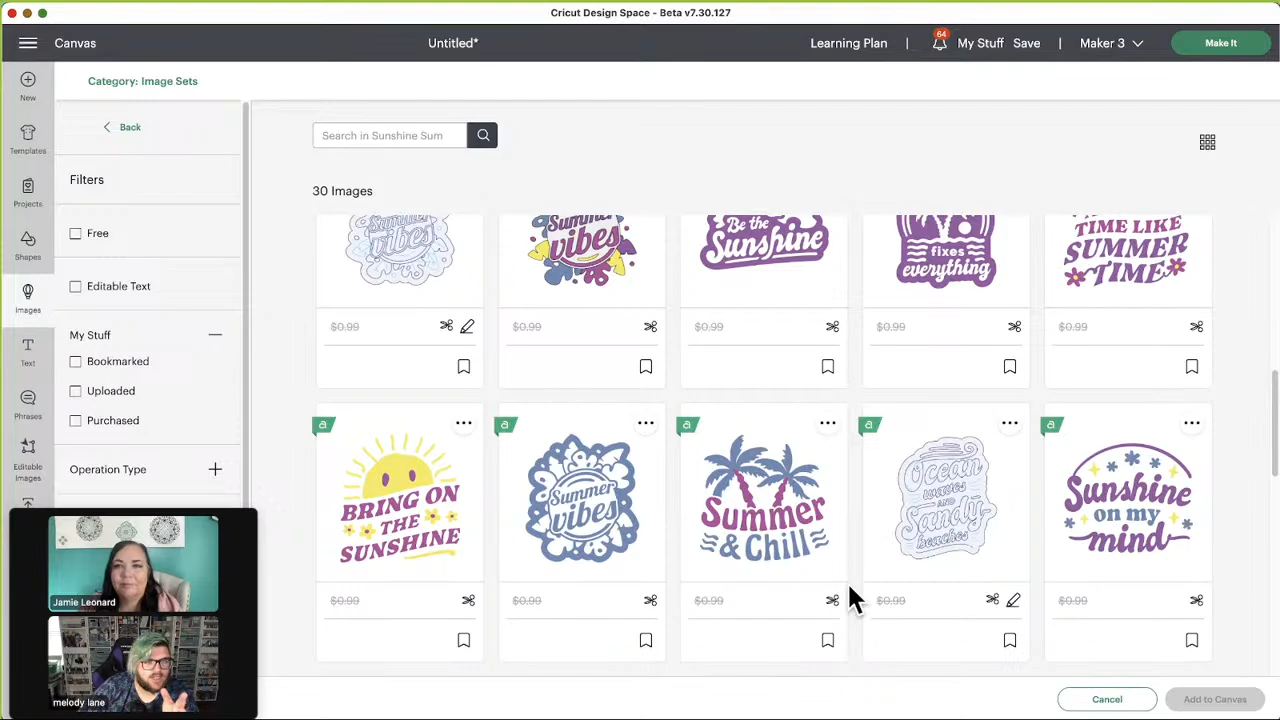 Cricut Design Space - Beta v7.30.127
Canvas
Untitled*
Learning Plan | 64 My Stuff Save | Maker 3 Make It
New
Templates
Projects
Shapes
Images
Text
Phrases
Editable
Images
Category: Image Sets
Back
Filters
Free
Editable Text
My Stuff
Bookmarked
Uploaded
Purchased
Operation Type
Search in Sunshine Sum
30 Images
Summer
vibes
Summer
vibes
Be the
Sunshine
fixes
everything
TIME LIKE
SUMMER
TIME
$0.99 $0.99 $0.99 $0.99 $0.99
a a a a a
BRING ON
THE
SUNSHINE
Summer
vibes
Summer
& Chill
Ocean
waves
AND
Sandy
beaches
Sunshine
on my
mind
$0.99 $0.99 $0.99 $0.99 $0.99
Jamie Leonard
melody lane
Cancel Add to Canvas